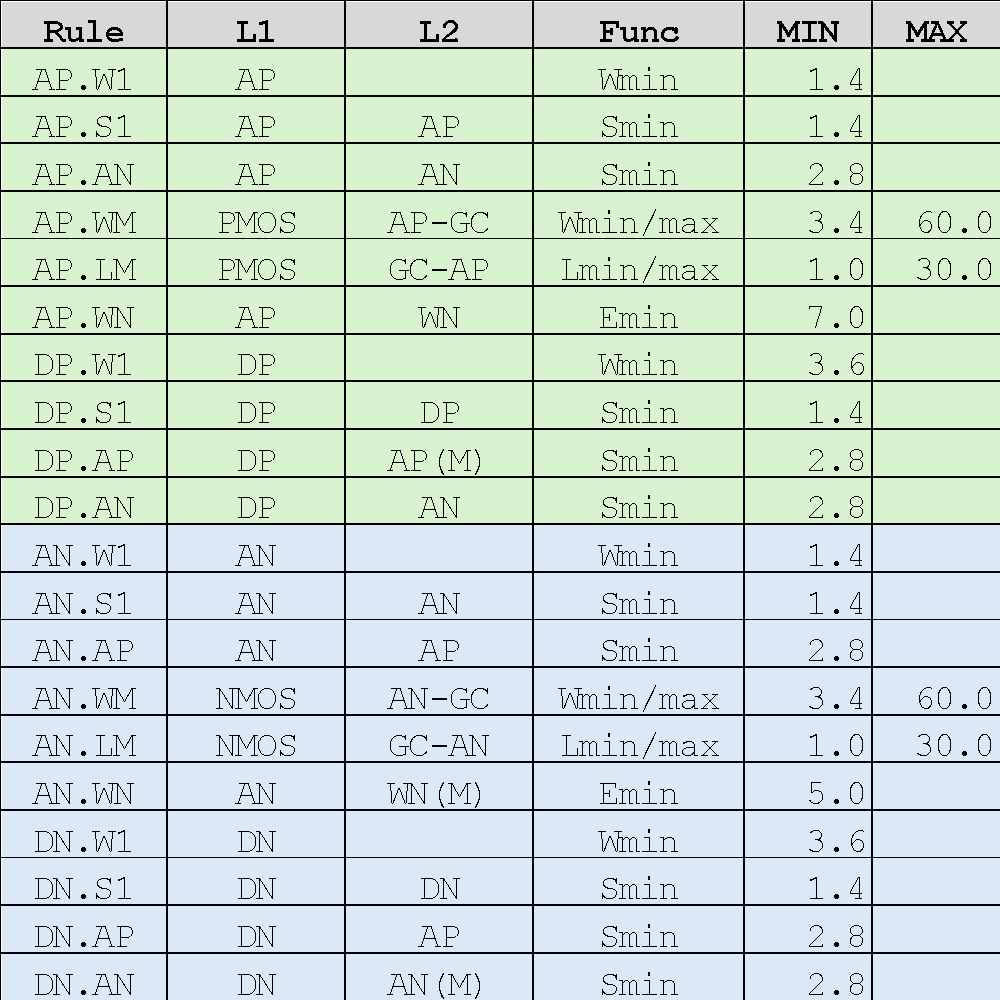 Rule L1 L2 Func MIN MAX
AP.W1 AP Wmin 1.4
AP.S1 AP AP Smin 1.4
AP.AN AP AN Smin 2.8
AP.WM PMOS AP-GC Wmin/max 3.4 60.0
AP.LM PMOS GC-AP Lmin/max 1.0 30.0
AP.WN AP WN Emin 7.0
DP.W1 DP Wmin 3.6
DP.S1 DP DP Smin 1.4
DP.AP DP AP(M) Smin 2.8
DP.AN DP AN Smin 2.8
AN.W1 AN Wmin 1.4
AN.S1 AN AN Smin 1.4
AN.AP AN AP Smin 2.8
AN.WM NMOS AN-GC Wmin/max 3.4 60.0
AN.LM NMOS GC-AN Lmin/max 1.0 30.0
AN.WN AN WN(M) Emin 5.0
DN.W1 DN Wmin 3.6
DN.S1 DN DN Smin 1.4
DN.AP DN AP Smin 2.8
DN.AN DN AN(M) Smin 2.8